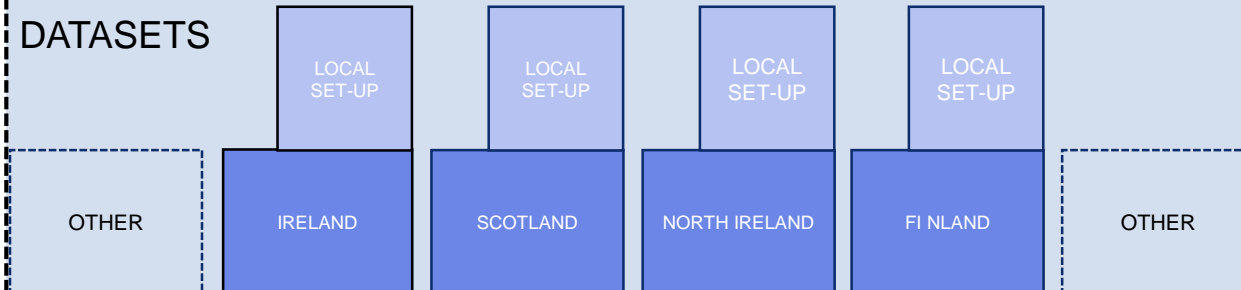 DATASETS
LOCAL
SET-UP
LOCAL
SET-UP
LOCAL
SET-UP
LOCAL
SET-UP
OTHER
IRELAND
SCOTLAND
NORTH IRELAND
FI NLAND
OTHER